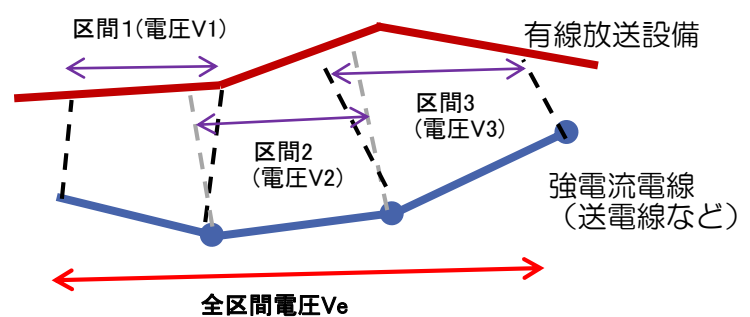 区間1(電圧V1)
有線放送設備
区間3
(電圧V3)
区間2
(電圧V2)
強電流電線
（送電線など）
全区間電圧Ve